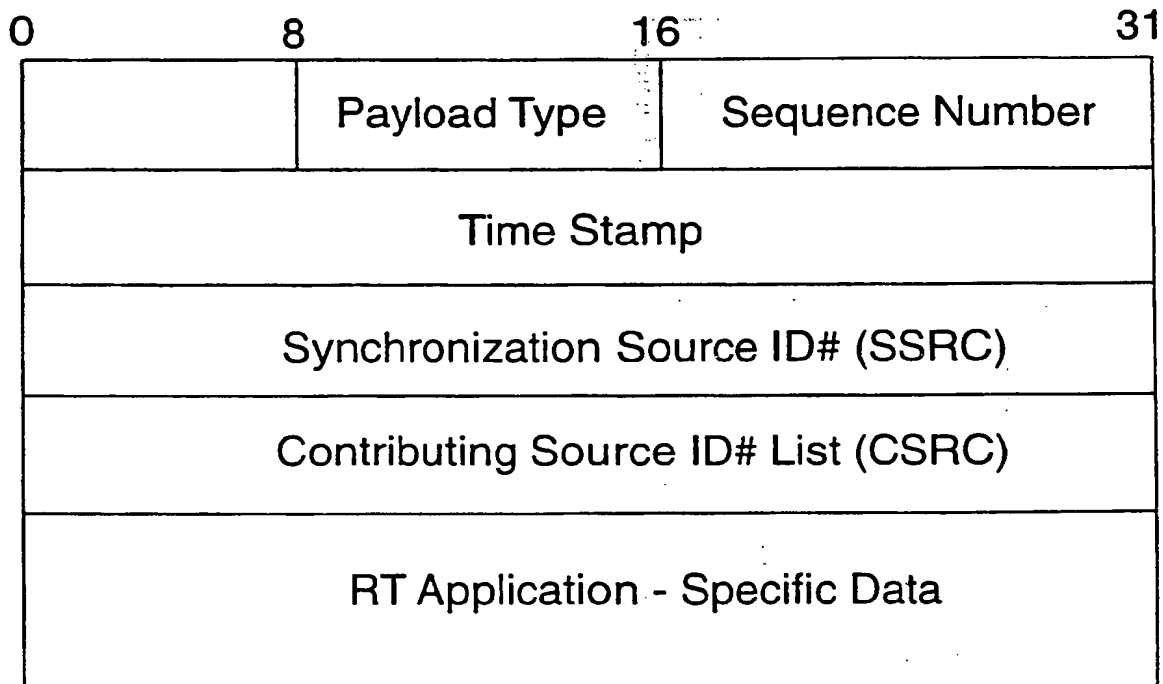 0 8 16 31
Payload Type Sequence Number
Time Stamp
Synchronization Source ID# (SSRC)
Contributing Source ID# List (CSRC)
RT Application - Specific Data